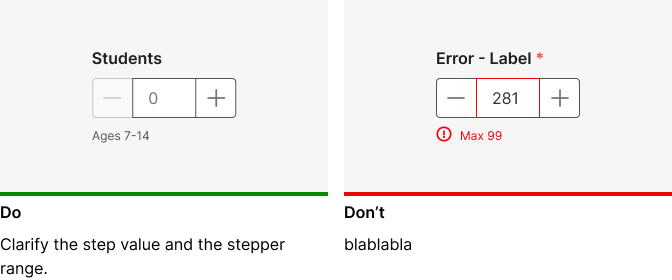 Students
0
Ages 7-14
Do
Clarify the step value and the stepper
range.
Error - Label *
281
Max 99
Don’t
blablabla